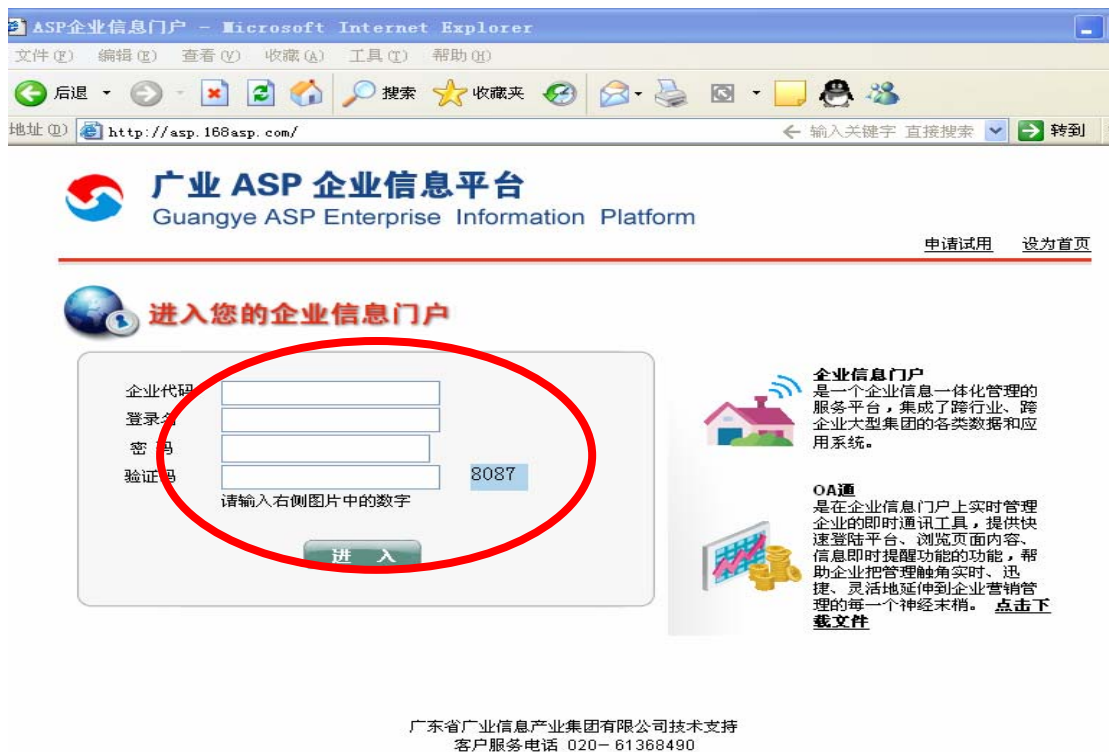 ASP企业信息门户 - Microsoft Internet Explorer
文件(F) 编辑(E) 查看(V) 收藏(A) 工具(T) 帮助(H)
后退 搜索 收藏夹
地址(D) http://asp.168asp.com/ 输入关键字 直接搜索 转到
广业 ASP 企业信息平台
Guangye ASP Enterprise Information Platform
申请试用 设为首页
进入您的企业信息门户
企业代码
登录名
密 码
验证码 8087
请输入右侧图片中的数字
进 入
企业信息门户
是一个企业信息一体化管理的
服务平台，集成了跨行业、跨
企业大型集团的各类数据和应
用系统。
OA通
是在企业信息门户上实时管理
企业的即时通讯工具，提供快
速登陆平台、浏览页面内容、
信息即时提醒功能的功能，帮
助企业把管理触角实时、迅
捷、灵活地延伸到企业营销管
理的每一个神经末梢。 点击下
载文件
广东省广业信息产业集团有限公司技术支持
客户服务电话 020-61368490